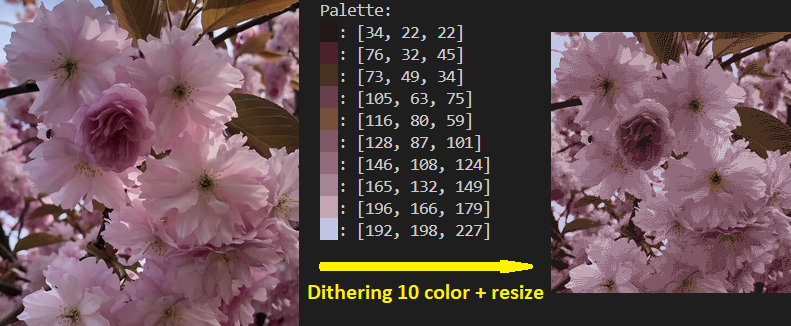 Palette:
: [34, 22, 22]
: [76, 32, 45]
: [73, 49, 34]
: [105, 63, 75]
: [116, 80, 59]
: [128, 87, 101]
: [146, 108, 124]
: [165, 132, 149]
: [196, 166, 179]
: [192, 198, 227]
Dithering 10 color + resize